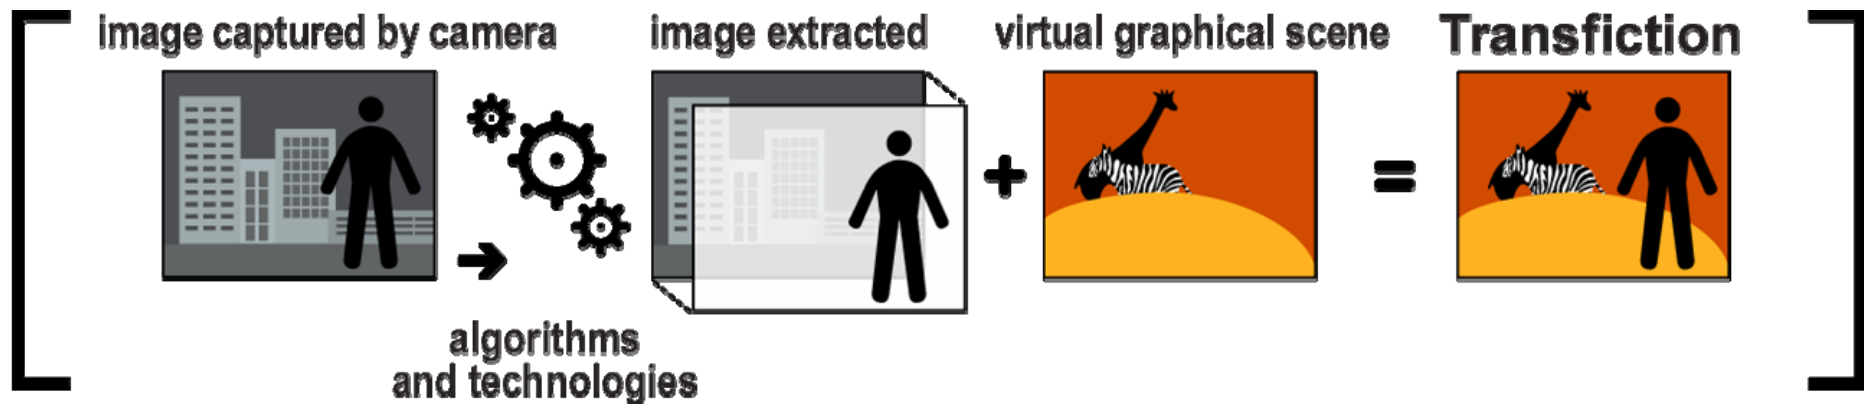 image captured by camera
image extracted
virtual graphical scene
Transfiction
algorithms
and technologies